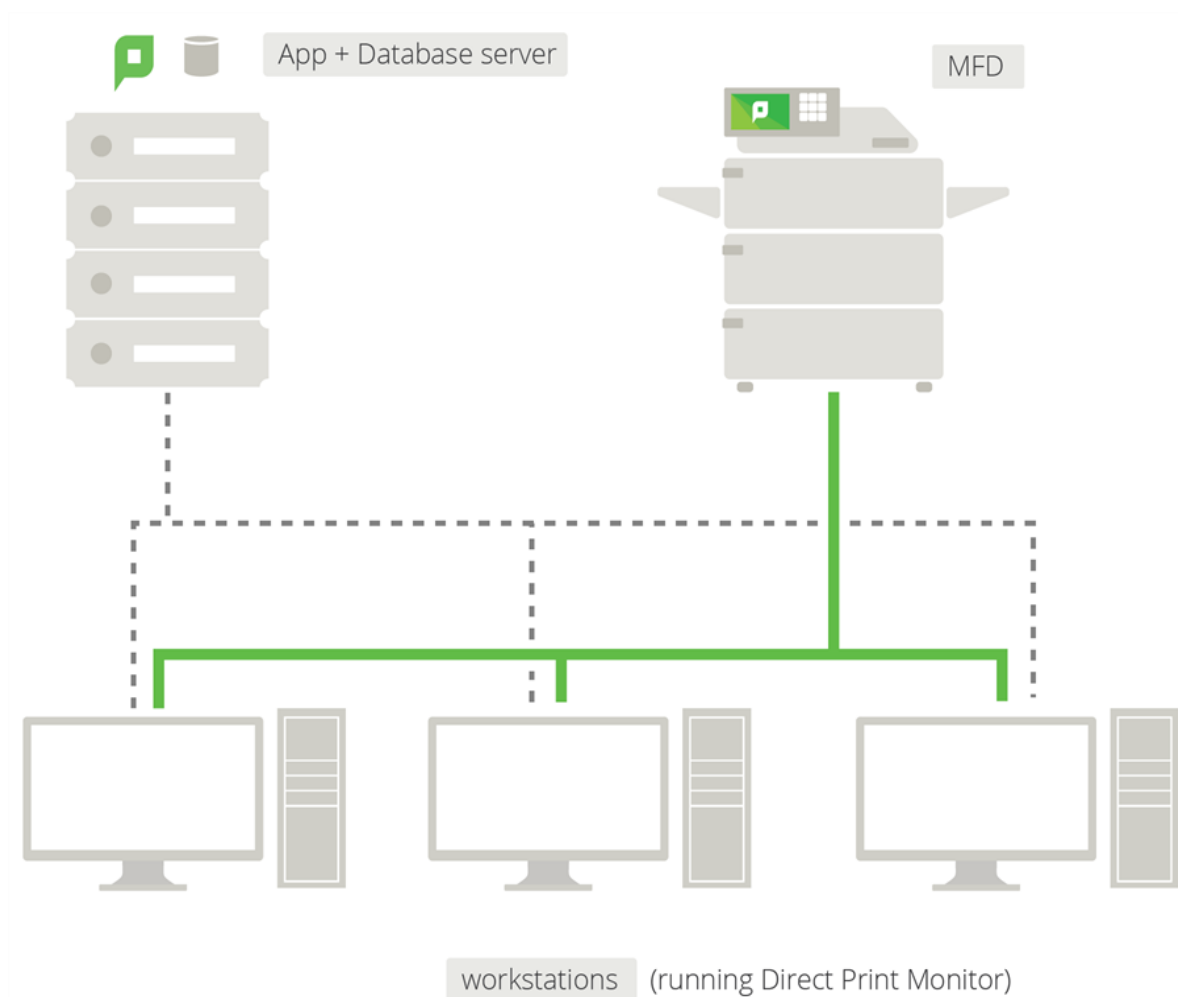 App + Database server
MFD
workstations (running Direct Print Monitor)